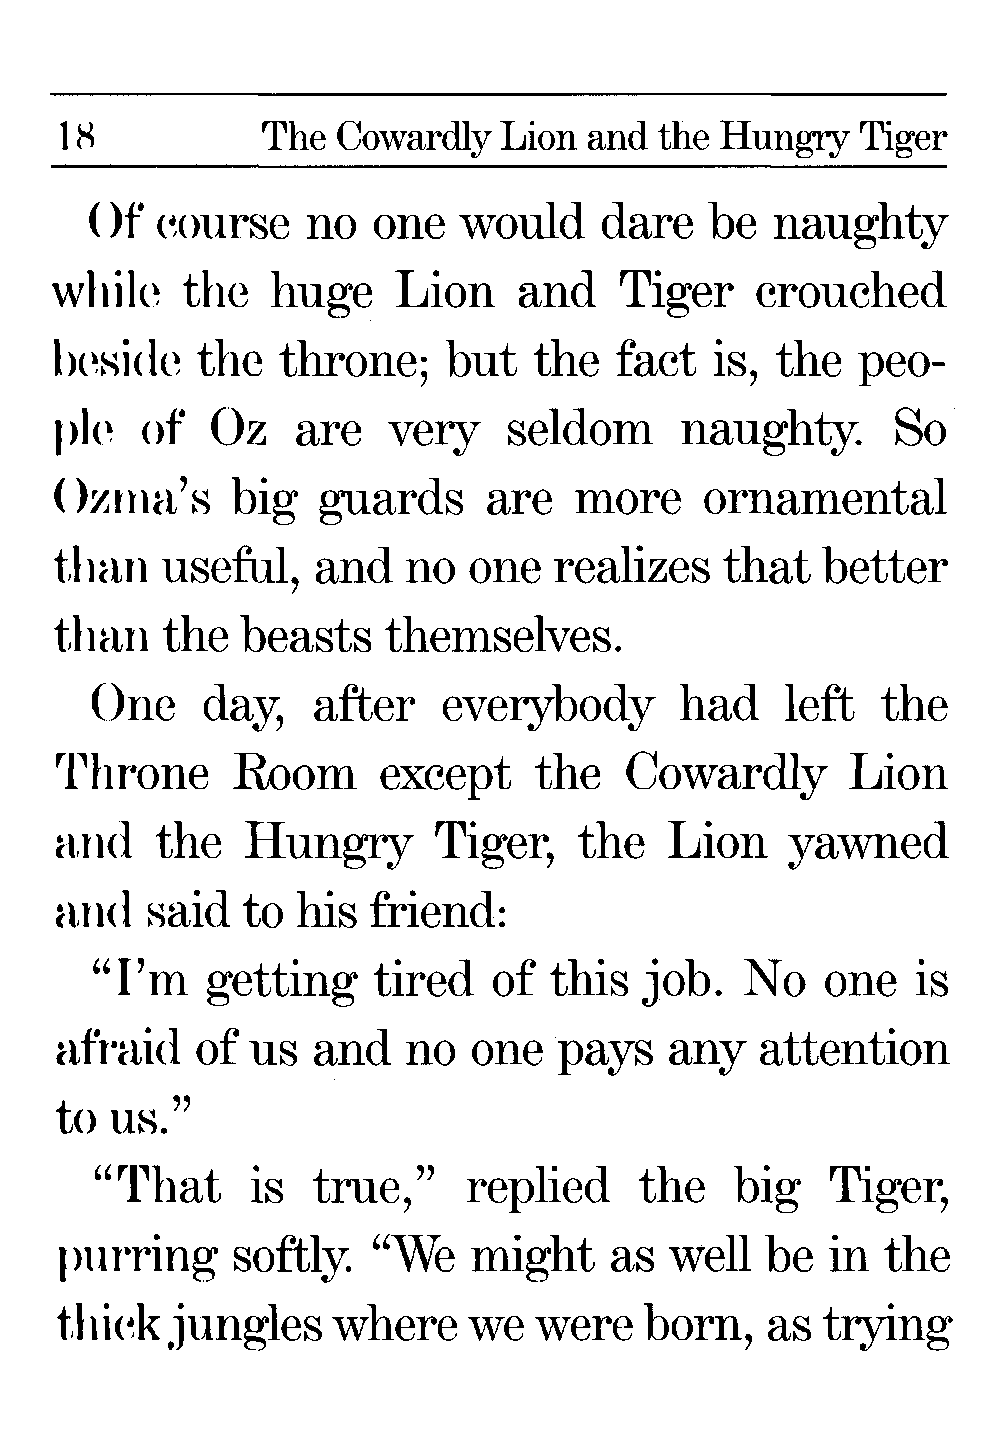 18 The Cowardly Lion and the Hungry Tiger
Of course no one would dare be naughty
while the huge Lion and Tiger crouched
beside the throne; but the fact is, the peo-
ple of Oz are very seldom naughty. So
Ozma's big guards are more ornamental
than useful, and no one realizes that better
than the beasts themselves.
One day, after everybody had left the
Throne Room except the Cowardly Lion
and the Hungry Tiger, the Lion yawned
and said to his friend:
“I'm getting tired of this job. No one is
afraid of us and no one pays any attention
to us.”
“That is true,” replied the big Tiger,
purring softly. “We might as well be in the
thick jungles where we were born, as trying